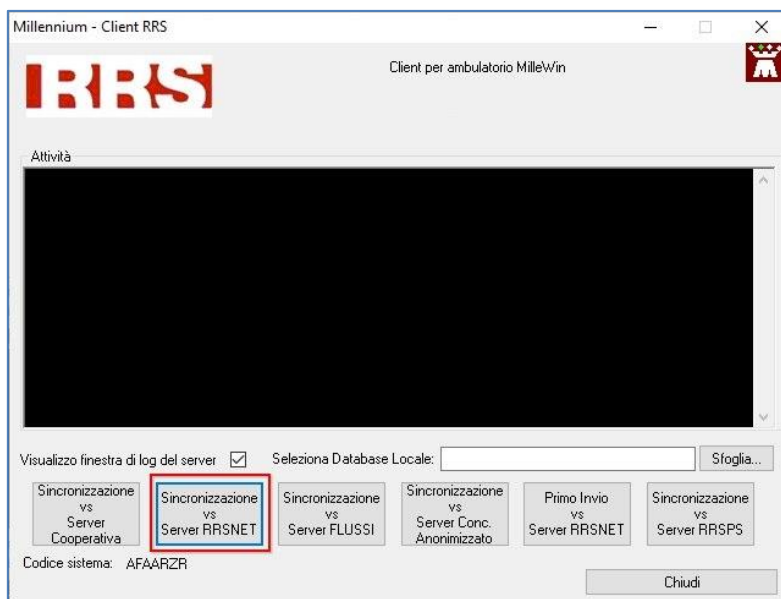 Millennium - Client RRS
RRS
Client per ambulatorio MilleWin
Attività
Visualizzo finestra di log del server
Seleziona Database Locale:
Sfoglia...
Sincronizzazione
vs
Server
Cooperativa
Sincronizzazione
vs
Server RRSNET
Sincronizzazione
vs
Server FLUSSI
Sincronizzazione
vs
Server Conc.
Anonimizzato
Primo Invio
vs
Server RRSNET
Sincronizzazione
vs
Server RRSPS
Codice sistema: AFAARZR
Chiudi